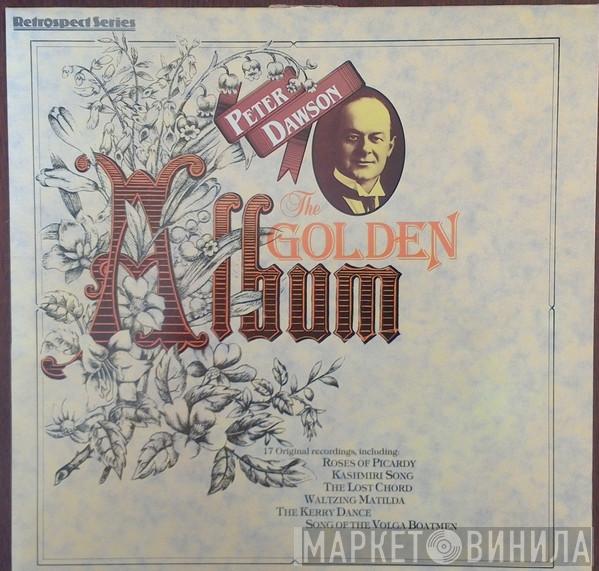 Retrospect Series
PETER
DAWSON
The
GOLDEN
Album
17 Original recordings, including:
ROSES OF PICARDY
KASHMIRI SONG
THE LOST CHORD
WALTZING MATILDA
THE KERRY DANCE
SONG OF THE VOLGA BOATMEN
МАРКЕТ ВИНИЛА